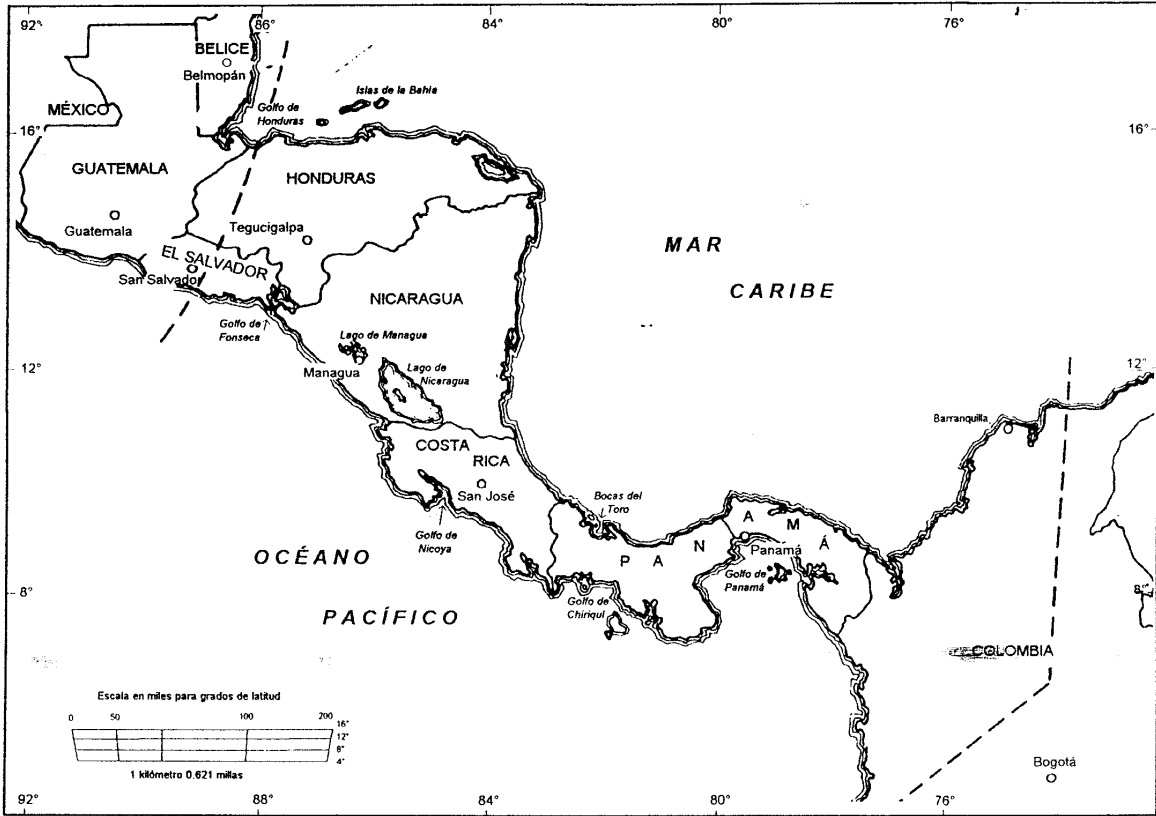 92°
86°
84°
80°
76°
BELICE
Belmopán
Islas de la Bahía
Golfo de
Honduras
MÉXICO
16°
16°
GUATEMALA
HONDURAS
Guatemala
Tegucigalpa
EL SALVADOR
San Salvador
MAR
CARIBE
NICARAGUA
Golfo de
Fonseca
Lago de Managua
Managua
Lago de
Nicaragua
12°
12°
Barranquilla
COSTA
RICA
San José
Bocas del
Toro
Golfo de
Nicoya
PANAMÁ
Panamá
Golfo de
Panamá
Golfo de
Chiriquí
OCÉANO
PACÍFICO
8°
8°
COLOMBIA
Bogotá
Escala en miles para grados de latitud
0 50 100 200
16°
12°
8°
4°
1 kilómetro 0.621 millas
92°
88°
84°
80°
76°